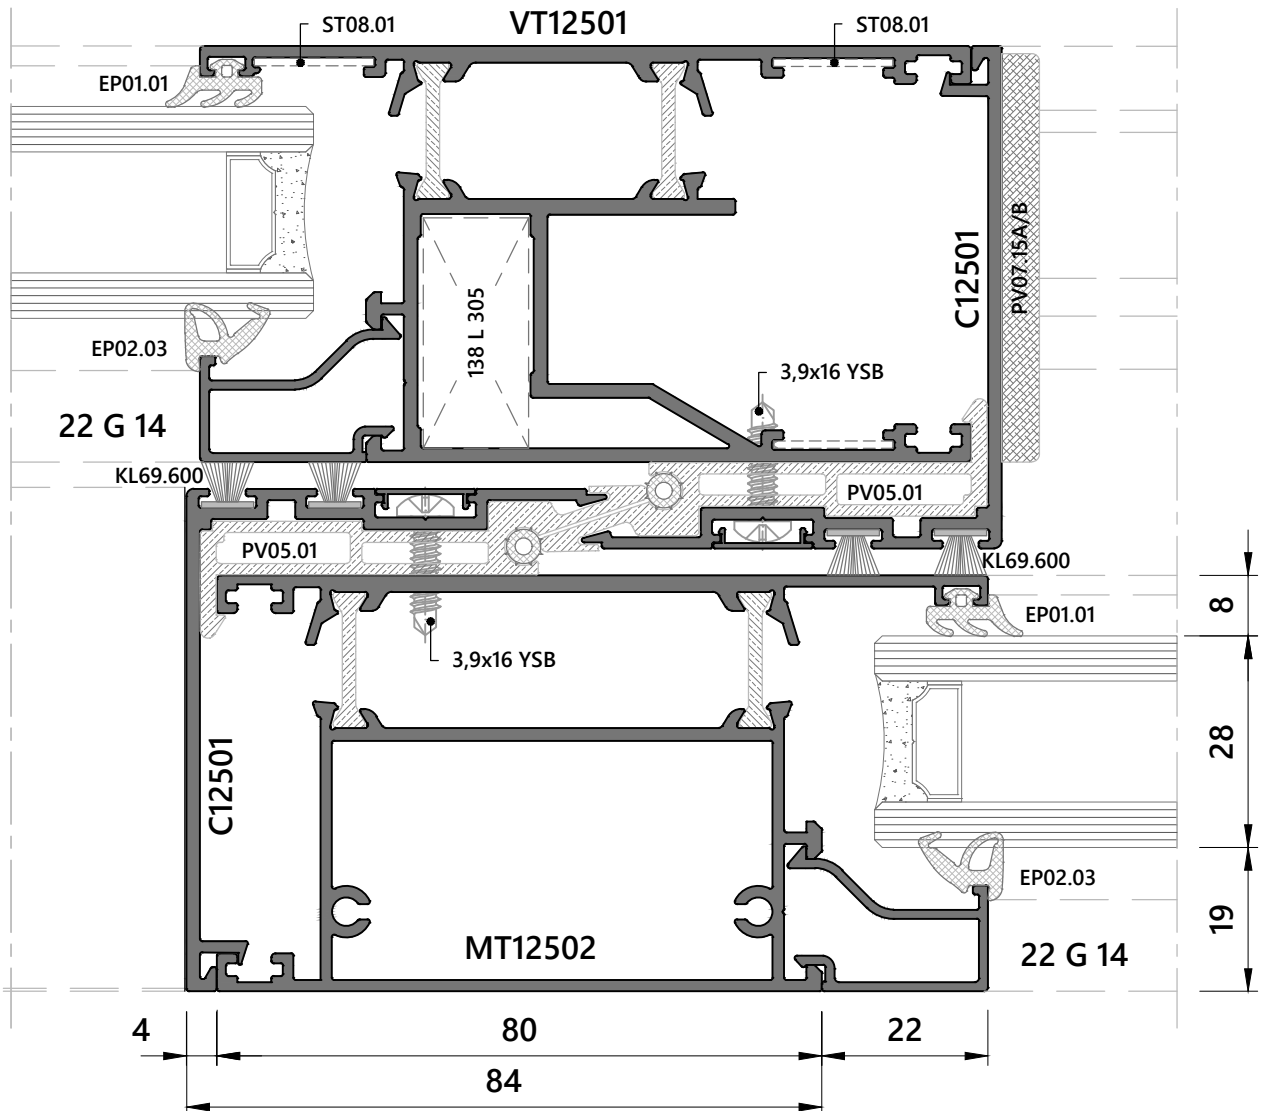 VT12501
ST08.01
ST08.01
EP01.01
C12501
PV07.15A/B
138 L 305
EP02.03
3,9x16 YSB
22 G 14
KL69.600
PV05.01
PV05.01
KL69.600
EP01.01
8
3,9x16 YSB
28
C12501
EP02.03
19
MT12502
22 G 14
4
80
22
84